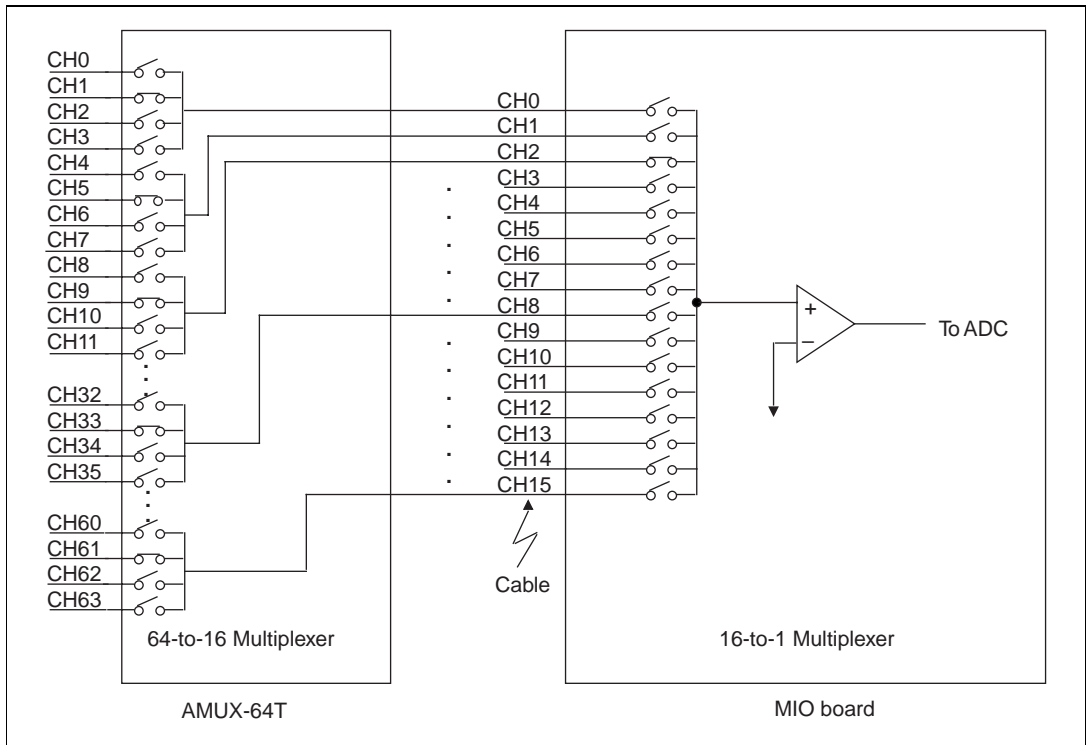 CH0
CH1
CH2
CH3
CH4
CH5
CH6
CH7
CH8
CH9
CH10
CH11
CH32
CH33
CH34
CH35
CH60
CH61
CH62
CH63
64-to-16 Multiplexer
AMUX-64T
CH0
CH1
CH2
CH3
CH4
CH5
CH6
CH7
CH8
CH9
CH10
CH11
CH12
CH13
CH14
CH15
Cable
+
−
To ADC
16-to-1 Multiplexer
MIO board